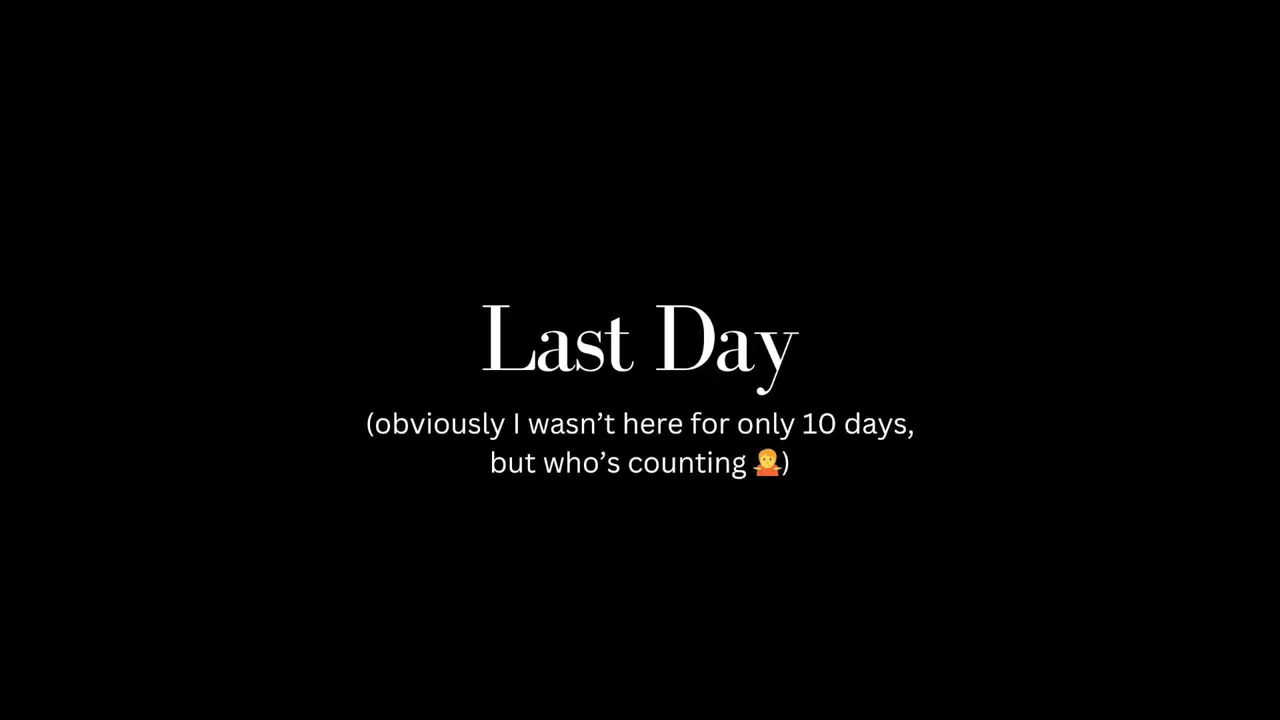 Last Day
(obviously I wasn’t here for only 10 days,
but who’s counting 🤷)